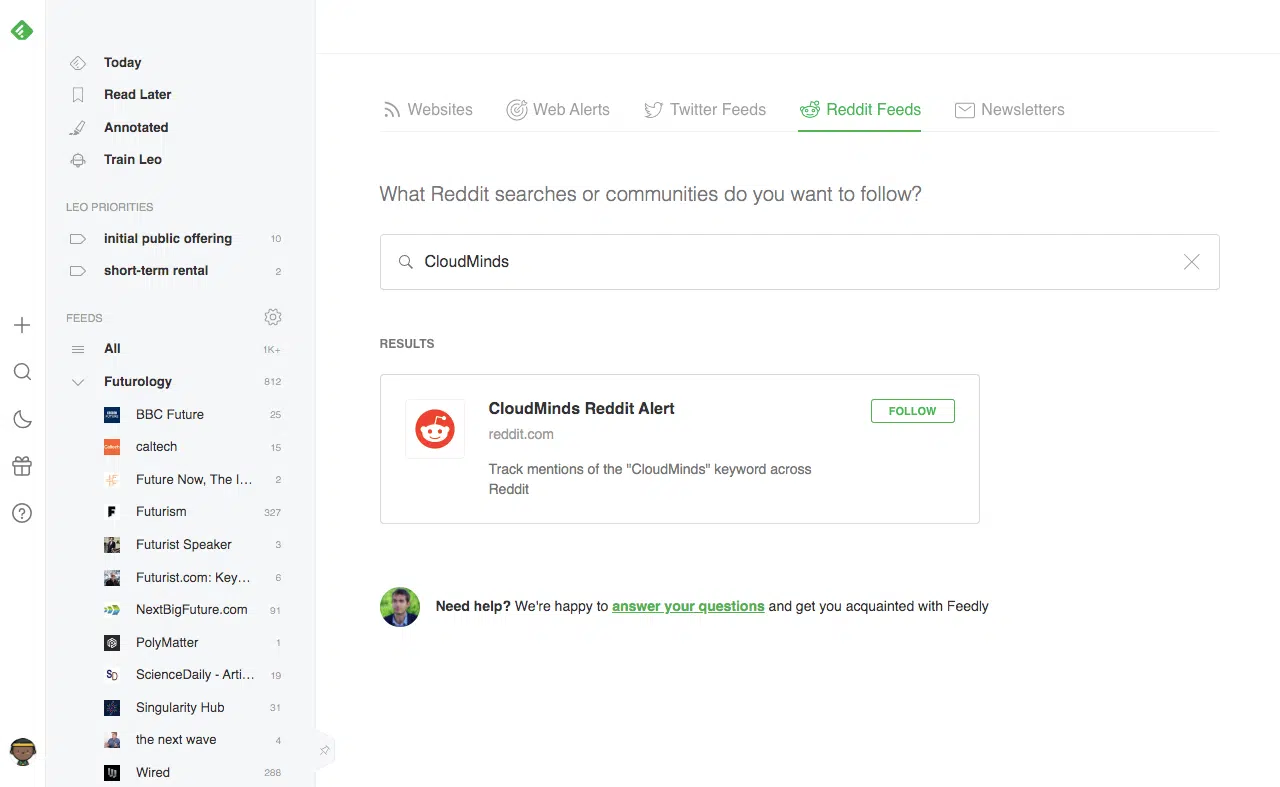 Today
Read Later
Annotated
Train Leo
LEO PRIORITIES
initial public offering 10
short-term rental 2
FEEDS
All 1K+
Futurology 812
BBC Future 25
caltech 15
Future Now, The I... 2
Futurism 327
Futurist Speaker 3
Futurist.com: Key... 6
NextBigFuture.com 91
PolyMatter 1
ScienceDaily - Arti... 19
Singularity Hub 31
the next wave 4
Wired 288
Websites Web Alerts Twitter Feeds Reddit Feeds Newsletters
What Reddit searches or communities do you want to follow?
CloudMinds
RESULTS
CloudMinds Reddit Alert
FOLLOW
reddit.com
Track mentions of the "CloudMinds" keyword across
Reddit
Need help? We're happy to answer your questions and get you acquainted with Feedly